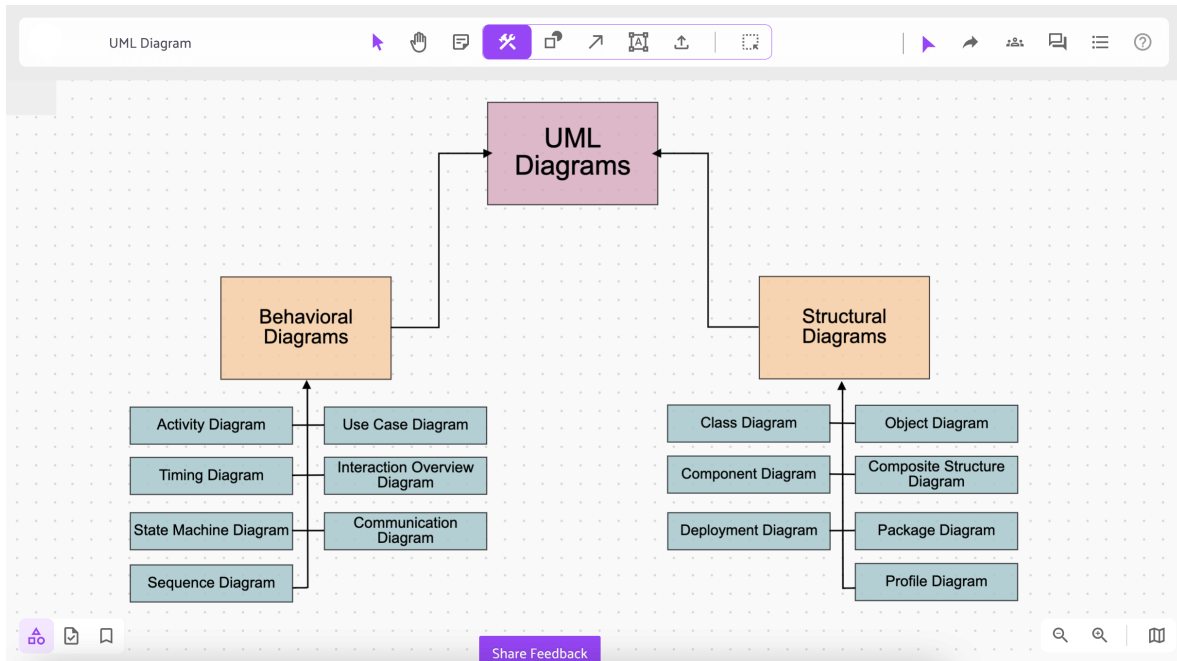 UML Diagram
A
UML
Diagrams
Behavioral
Diagrams
Structural
Diagrams
Activity Diagram
Use Case Diagram
Timing Diagram
Interaction Overview
Diagram
State Machine Diagram
Communication
Diagram
Sequence Diagram
Class Diagram
Object Diagram
Component Diagram
Composite Structure
Diagram
Deployment Diagram
Package Diagram
Profile Diagram
Share Feedback